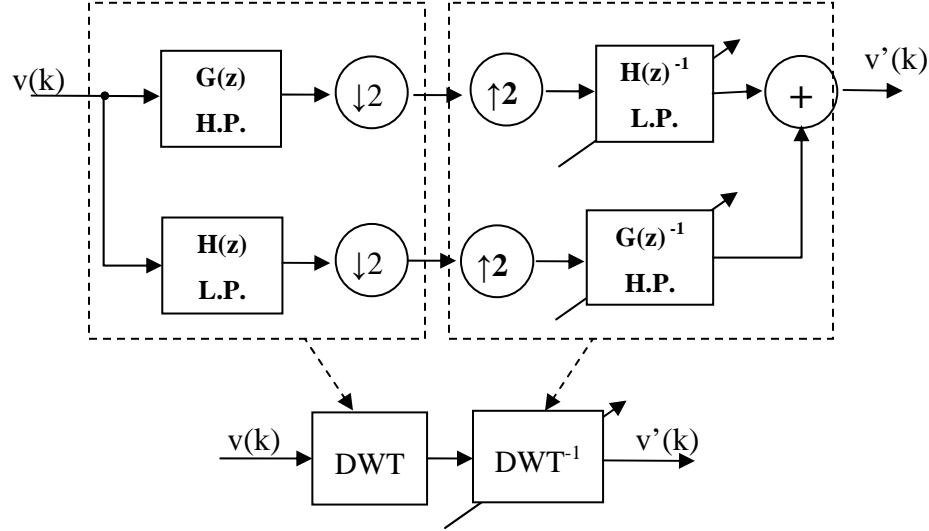 v(k)
G(z)
H.P.
↓2
↑2
H(z)⁻¹
L.P.
+
v’(k)
H(z)
L.P.
↓2
↑2
G(z)⁻¹
H.P.
v(k)
DWT
DWT⁻¹
v’(k)